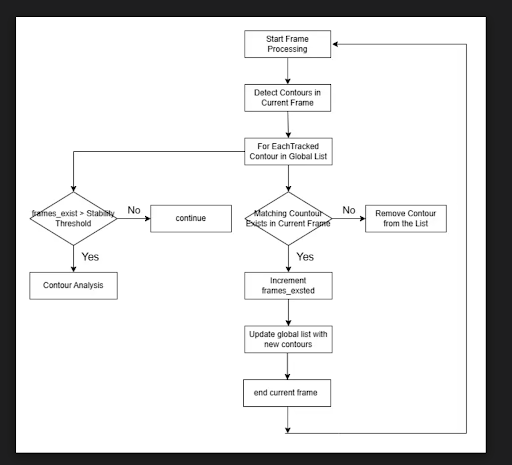 Start Frame
Processing
Detect Contours in
Current Frame
For EachTracked
Contour in Global List
frames_exist > Stability
Threshold
No
continue
Matching Countour
Exists in Current Frame
No
Remove Contour
from the List
Yes
Contour Analysis
Yes
Increment
frames_exsted
Update global list with
new contours
end current frame